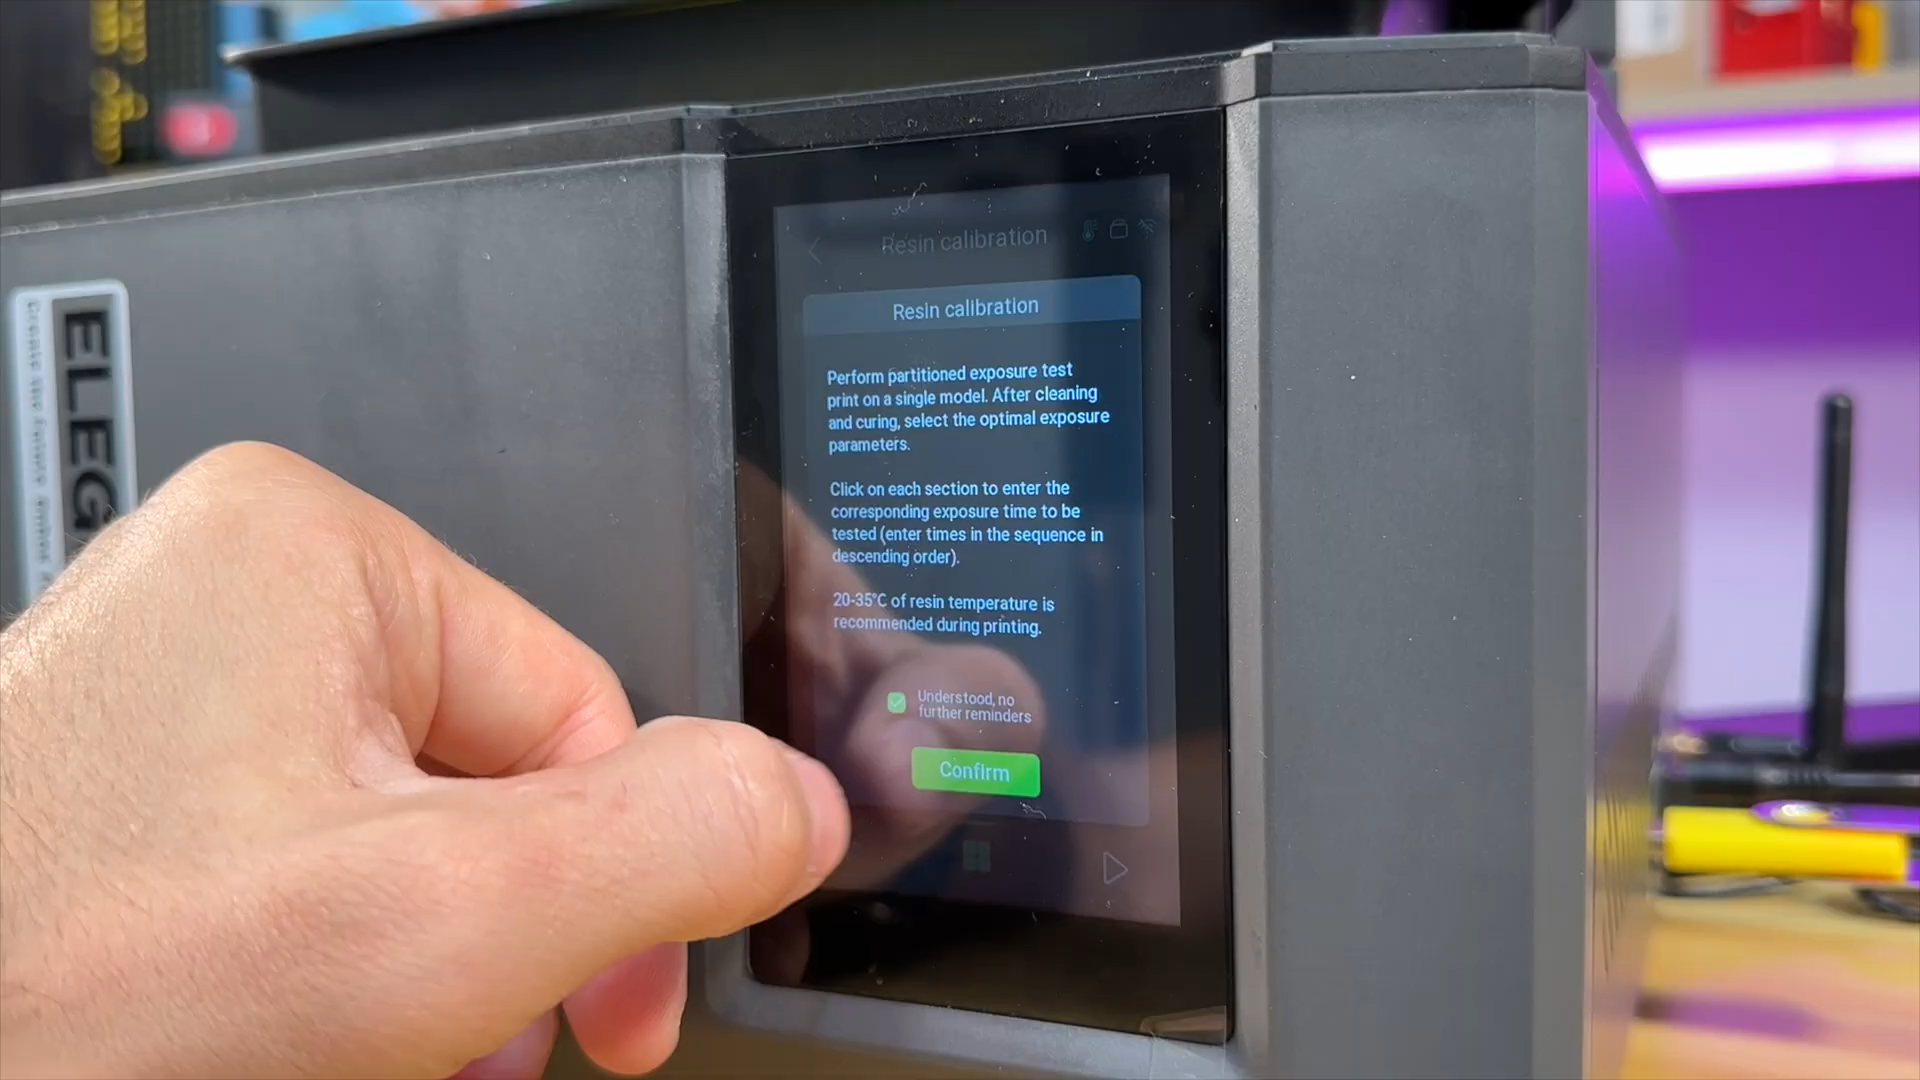 Resin calibration
Resin calibration
Perform partitioned exposure test
print on a single model. After cleaning
and curing, select the optimal exposure
parameters.
Click on each section to enter the
corresponding exposure time to be
tested (enter times in the sequence in
descending order).
20-35°C of resin temperature is
recommended during printing.
Understood, no
further reminders
Confirm
ELEG